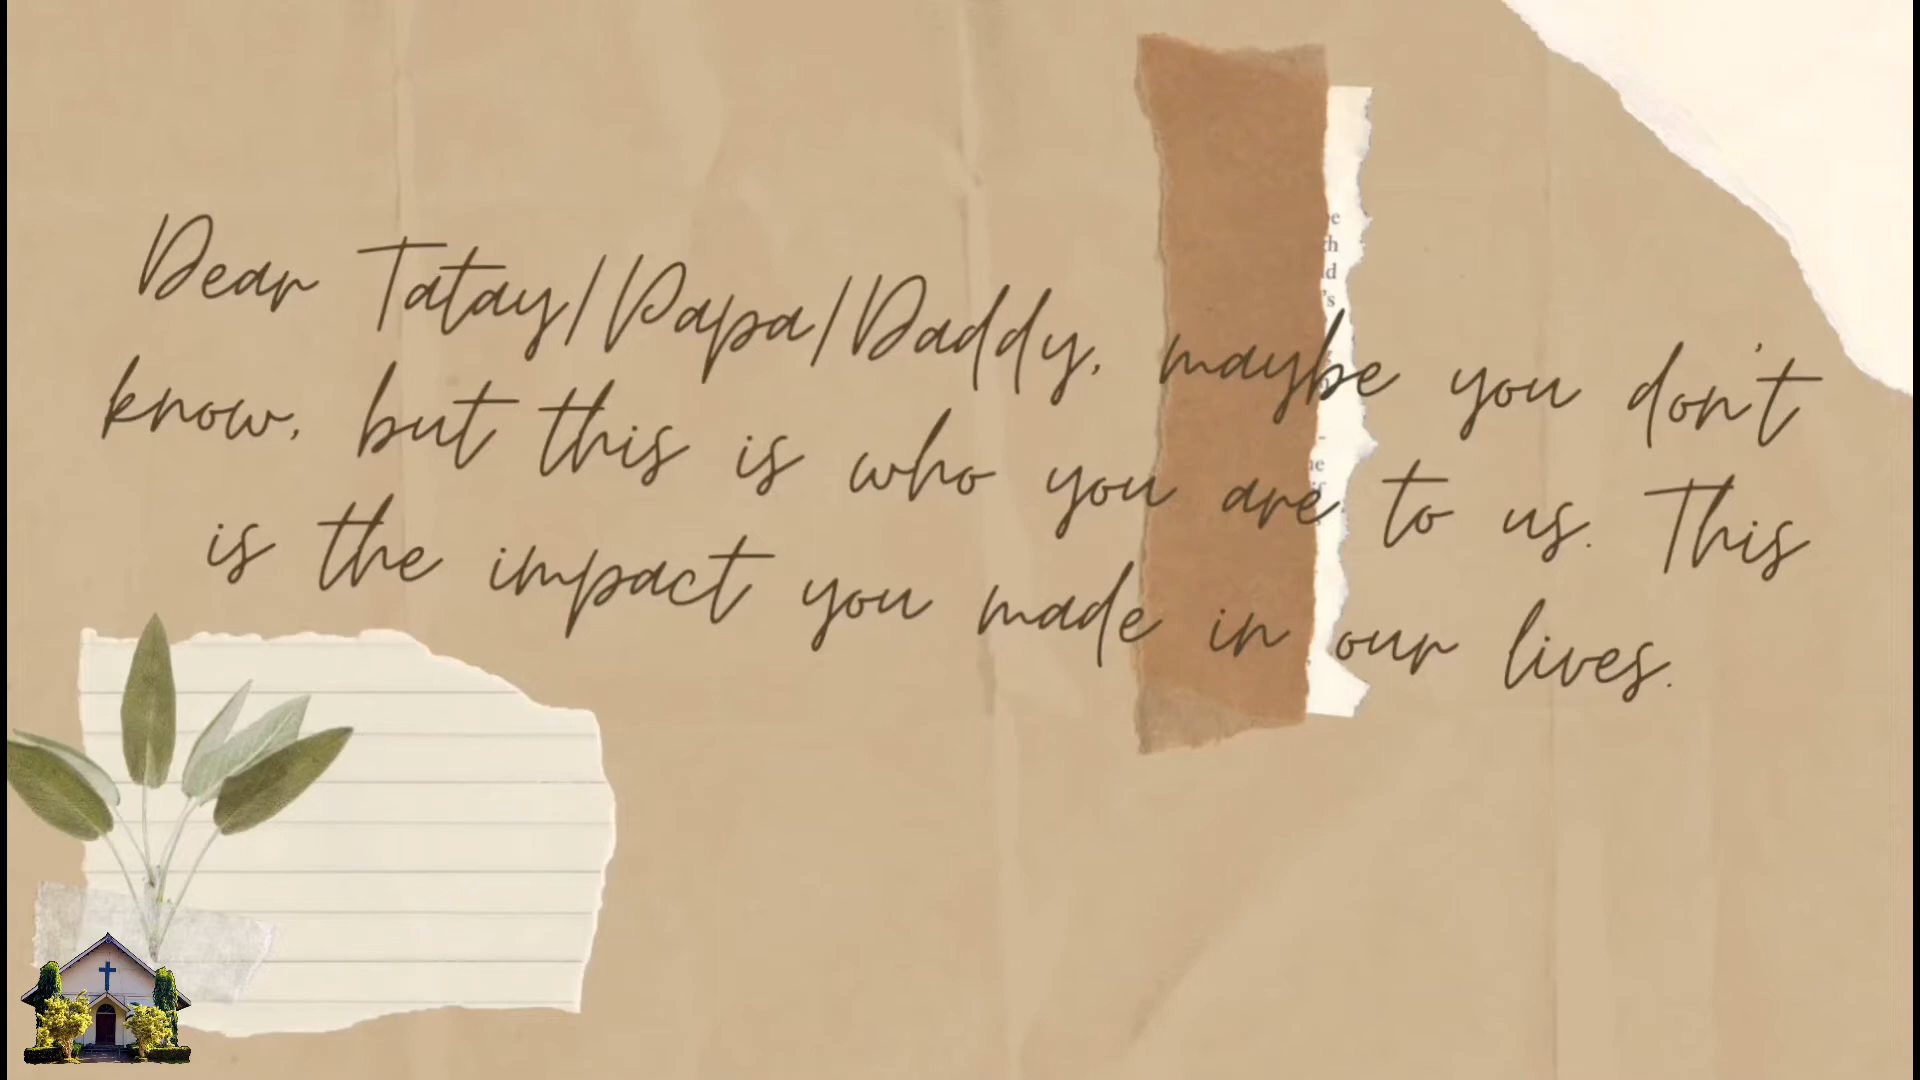 Dear Tatay/Papa/Daddy, maybe you don't
know, but this is who you are to us. This
is the impact you made in our lives.